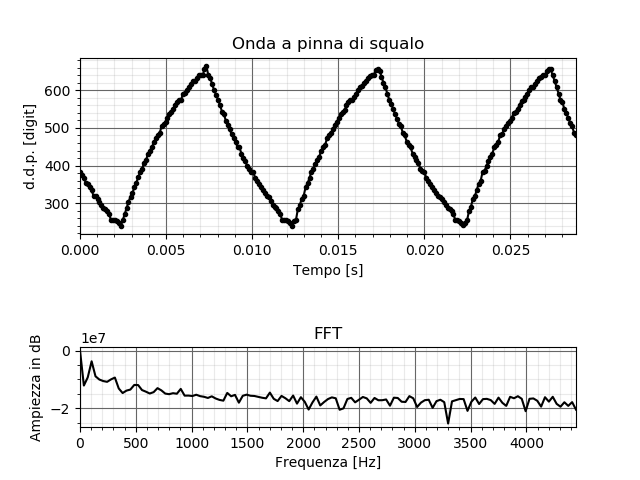 Onda a pinna di squalo
600
500
400
300
d.d.p. [digit]
0.000 0.005 0.010 0.015 0.020 0.025
Tempo [s]
FFT
1e7
0
−2
Ampiezza in dB
0 500 1000 1500 2000 2500 3000 3500 4000
Frequenza [Hz]